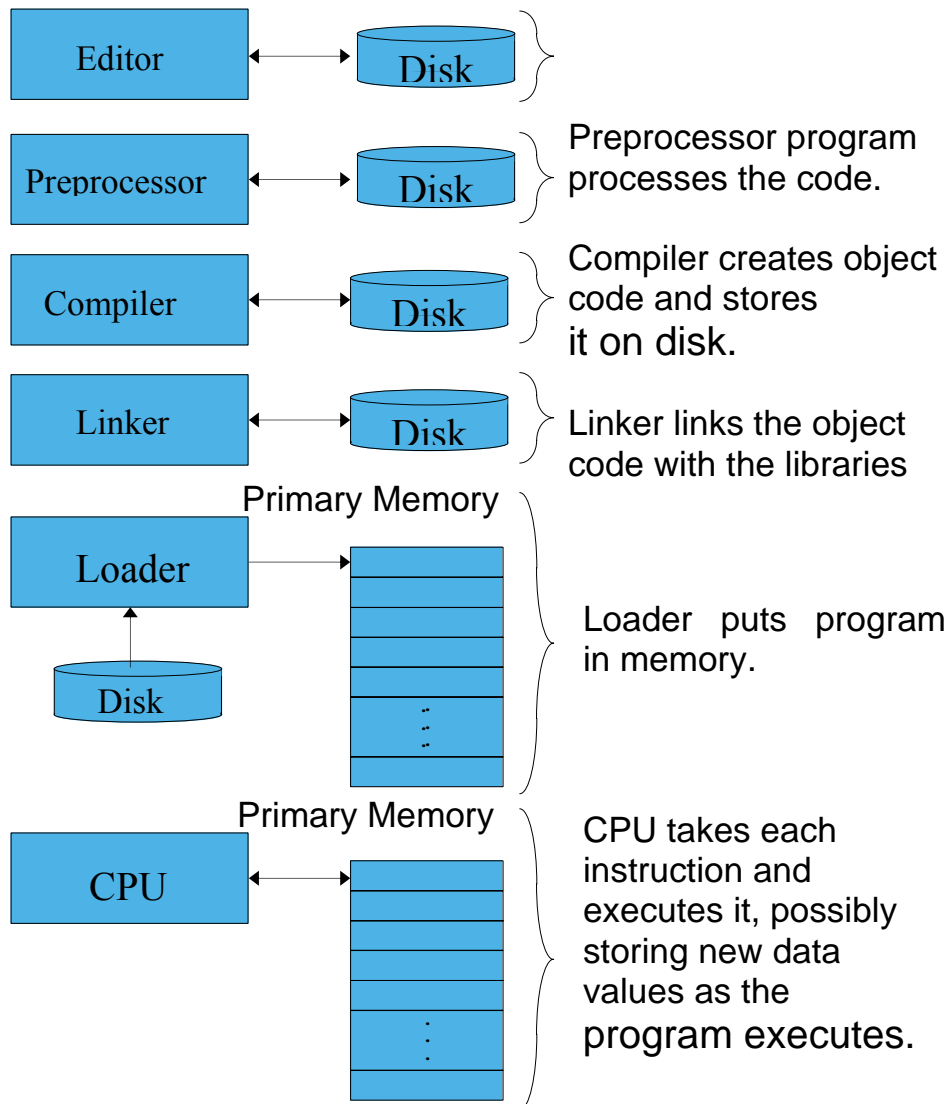 Editor
Disk
Preprocessor
Disk
Preprocessor program
processes the code.
Compiler
Disk
Compiler creates object
code and stores
it on disk.
Linker
Disk
Linker links the object
code with the libraries
Primary Memory
Loader
Disk
Loader puts program
in memory.
Primary Memory
CPU
CPU takes each
instruction and
executes it, possibly
storing new data
values as the
program executes.